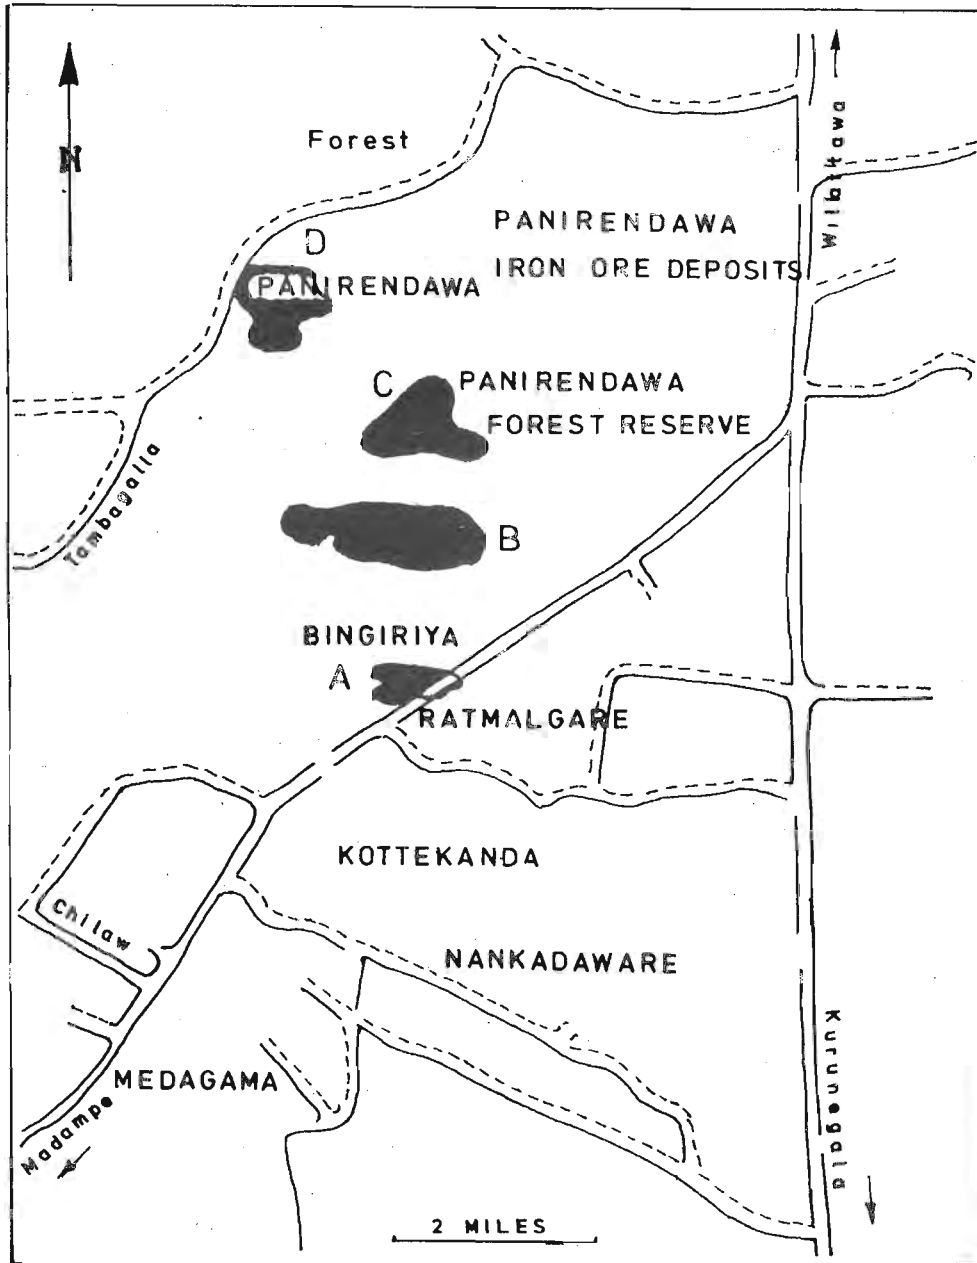 N
Forest
Wilbatawa
PANIRENDAWA
IRON ORE DEPOSITS
D
PANIRENDAWA
C
PANIRENDAWA
FOREST RESERVE
Tambagalla
B
BINGIRIYA
A
RATMALGARE
KOTTEKANDA
Chilaw
NANKADAWARE
MEDAGAMA
Madampe
Kurunegala
2 MILES